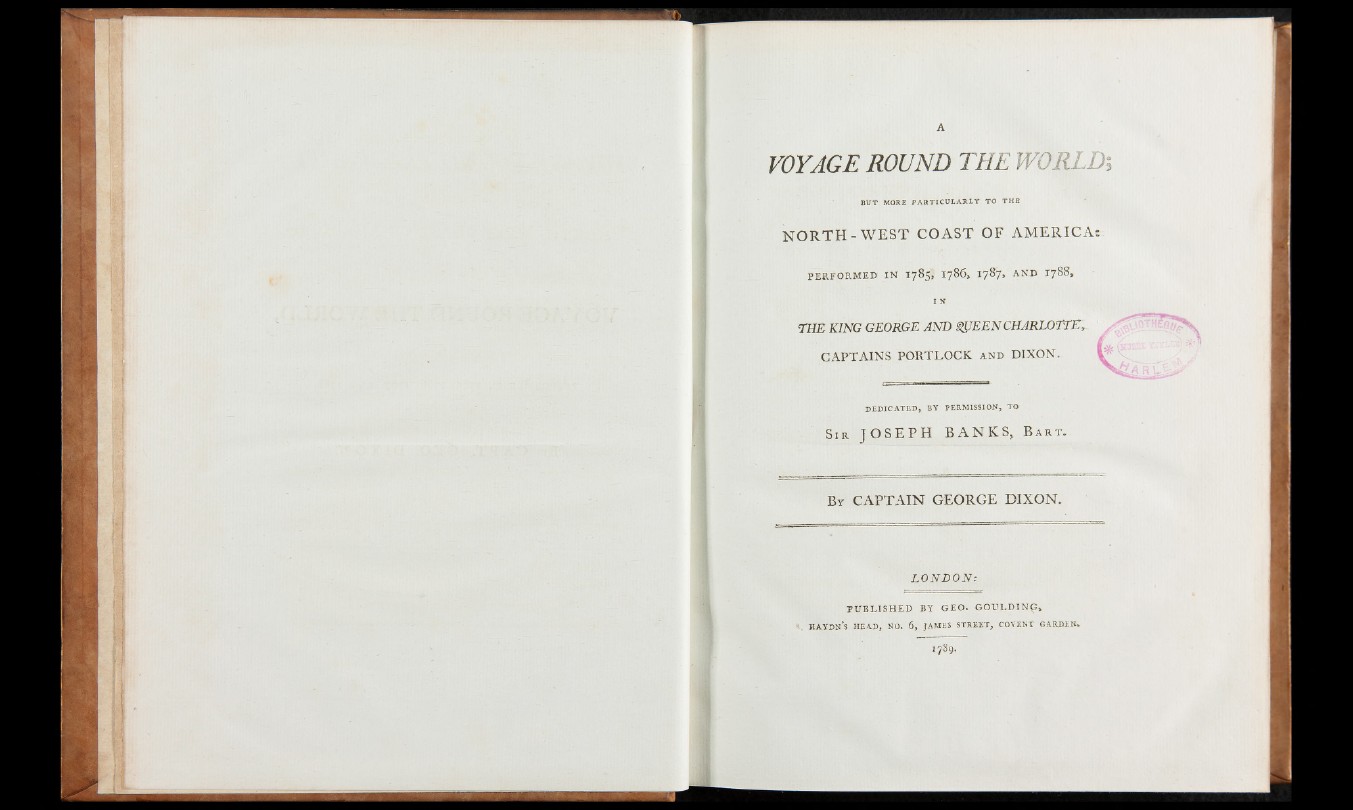 A
VOYAGE ROUND THE WORLD;
BUT MORE PARTICULARLY TO THE
NORTH-WEST COAST OF AMERICA:
PERFORMED IN 1785, 1786, 1787, AND 1788,
IN
THE KING GEORGE AND QUEEN CHARLOTTE,
CAPTAINS PORTLOCK AND DIXON.
BIBLIOTHÈQUE
HARLEM
DEDICATED, BY PERMISSION, TO
SIR JOSEPH BANKS, BART.
BY CAPTAIN GEORGE DIXON.
LONDON:
PUBLISHED BY GEO. GOULDING,
HAYDN'S HEAD, NO. 6, JAMES STREET, COVENT GARDEN.
1789.